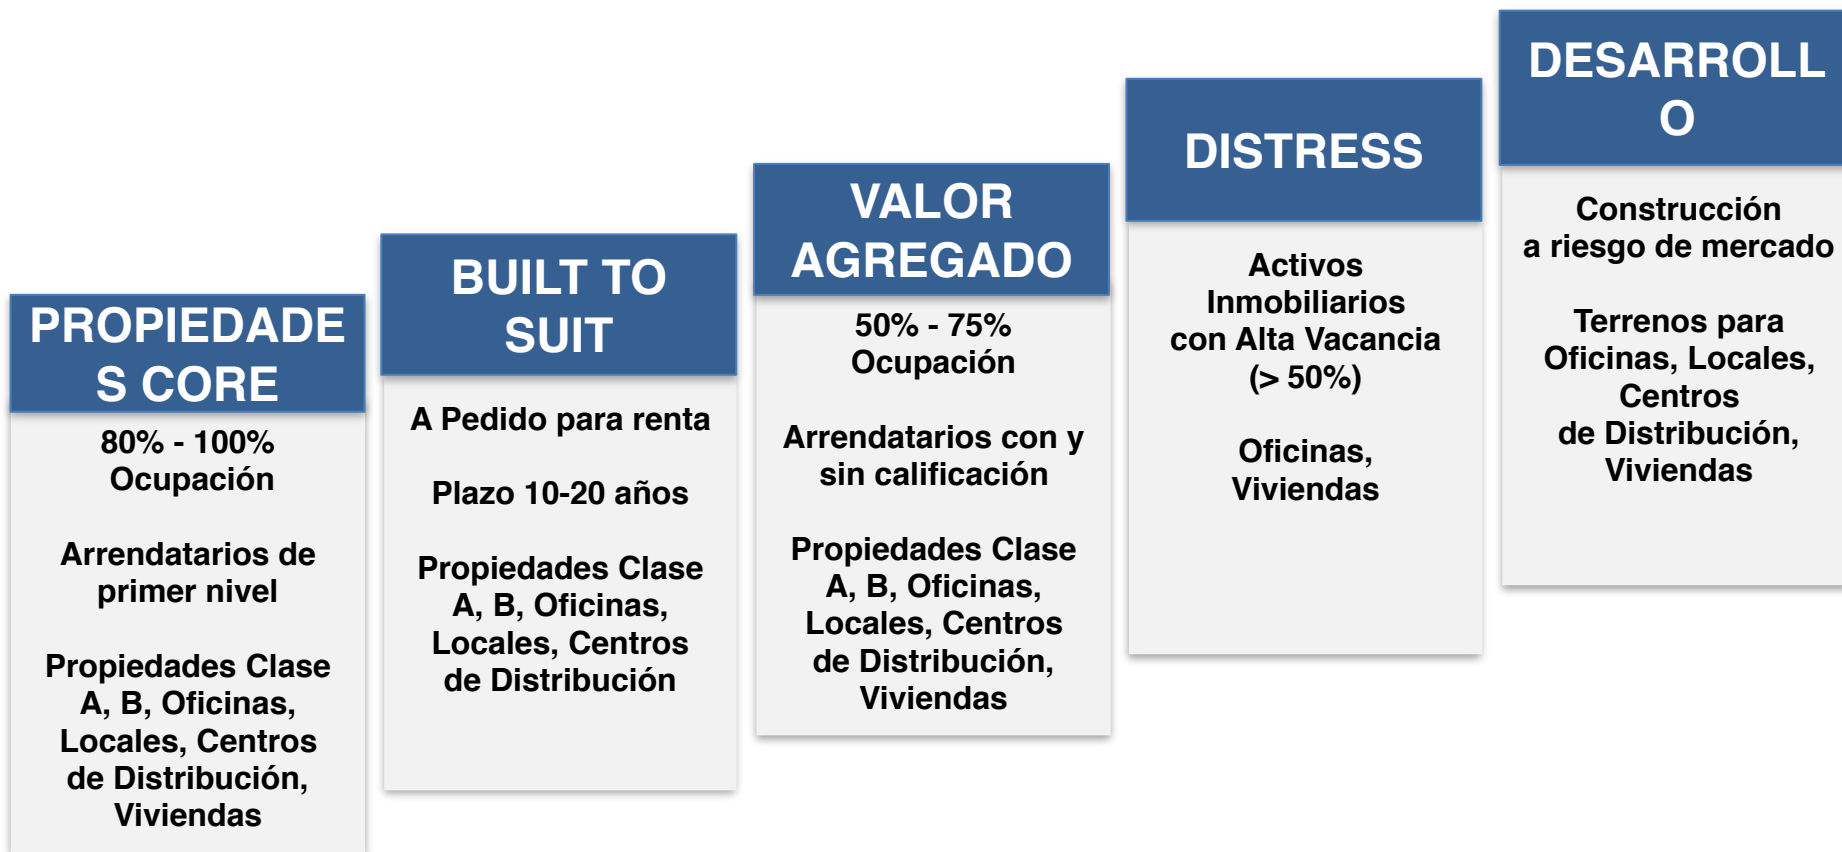 PROPIEDADE
S CORE
80% - 100%
Ocupación
Arrendatarios de
primer nivel
Propiedades Clase
A, B, Oficinas,
Locales, Centros
de Distribución,
Viviendas
BUILT TO
SUIT
A Pedido para renta
Plazo 10-20 años
Propiedades Clase
A, B, Oficinas,
Locales, Centros
de Distribución
VALOR
AGREGADO
50% - 75%
Ocupación
Arrendatarios con y
sin calificación
Propiedades Clase
A, B, Oficinas,
Locales, Centros
de Distribución,
Viviendas
DISTRESS
Activos
Inmobiliarios
con Alta Vacancia
(> 50%)
Oficinas,
Viviendas
DESARROLL
O
Construcción
a riesgo de mercado
Terrenos para
Oficinas, Locales,
Centros
de Distribución,
Viviendas